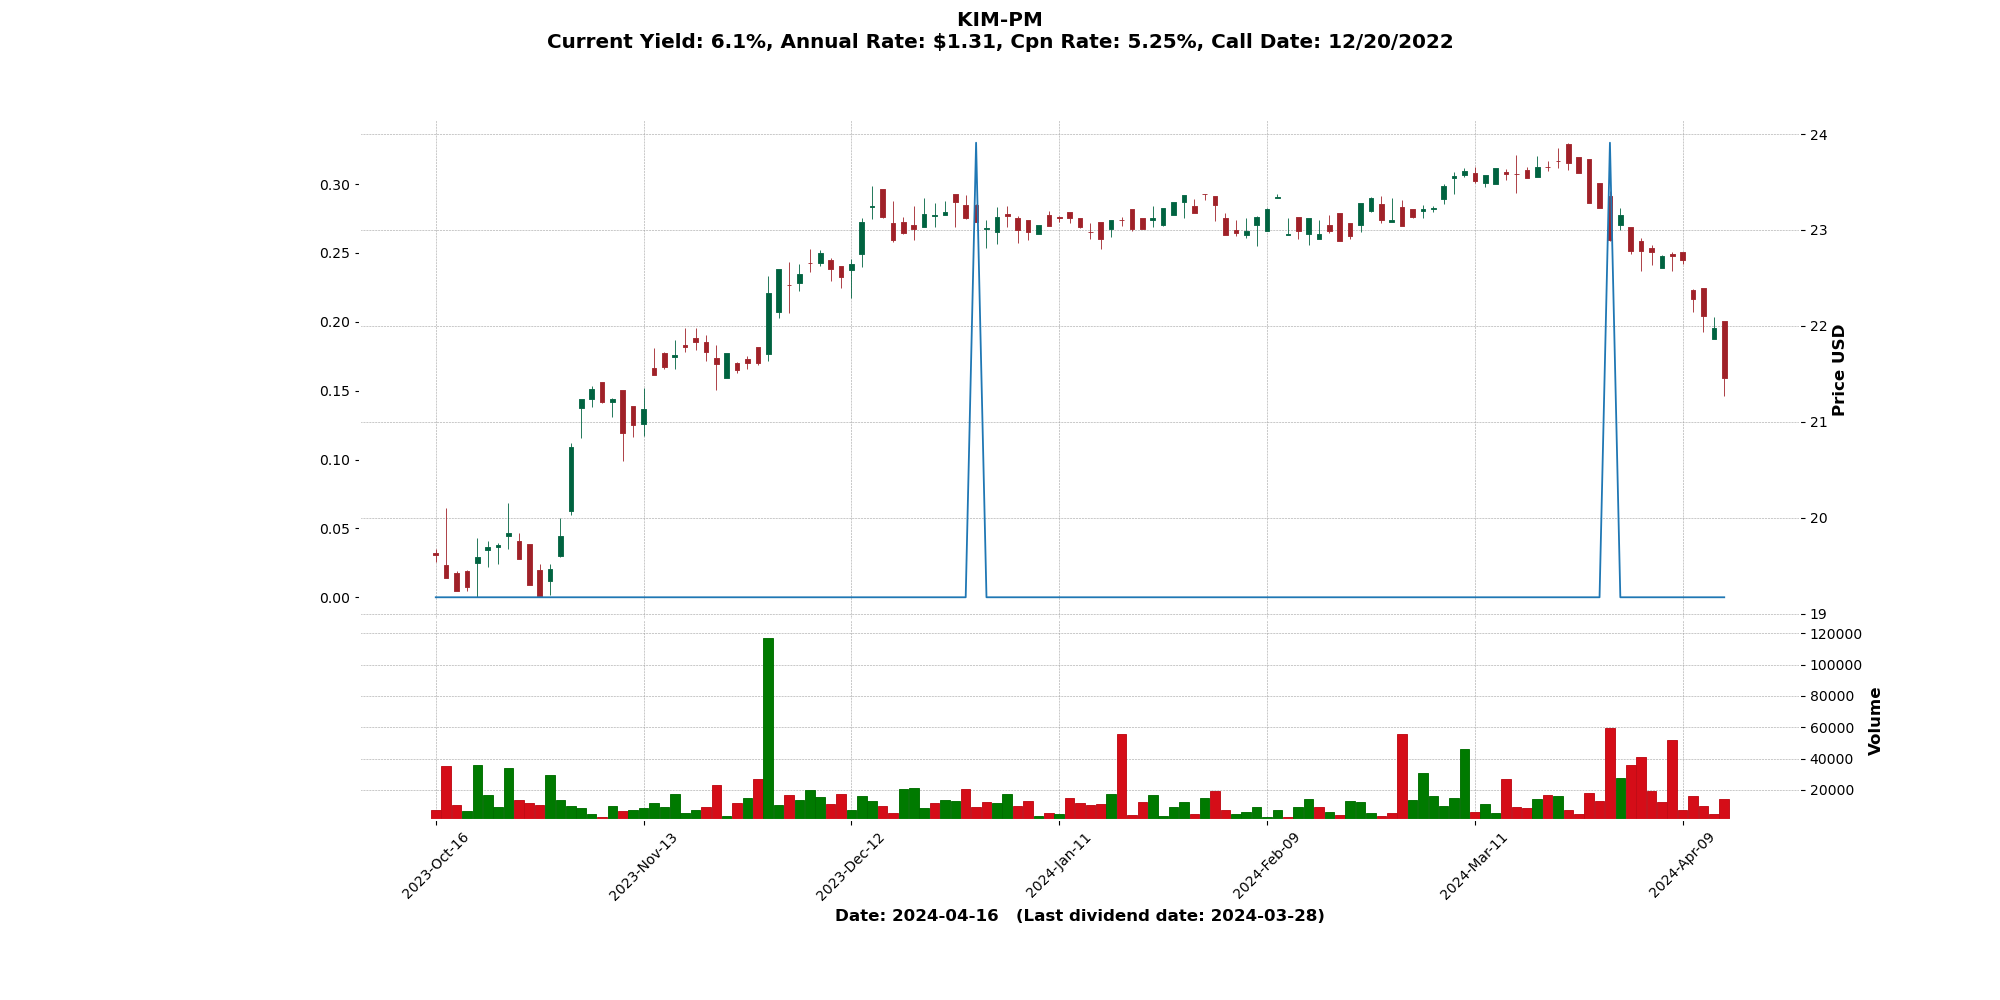 KIM-PM
Current Yield: 6.1%, Annual Rate: $1.31, Cpn Rate: 5.25%, Call Date: 12/20/2022
0.30
0.25
0.20
0.15
0.10
0.05
0.00
24
23
22
21
20
19
Price USD
120000
100000
80000
60000
40000
20000
Volume
2023-Oct-16
2023-Nov-13
2023-Dec-12
2024-Jan-11
2024-Feb-09
2024-Mar-11
2024-Apr-09
Date: 2024-04-16   (Last dividend date: 2024-03-28)